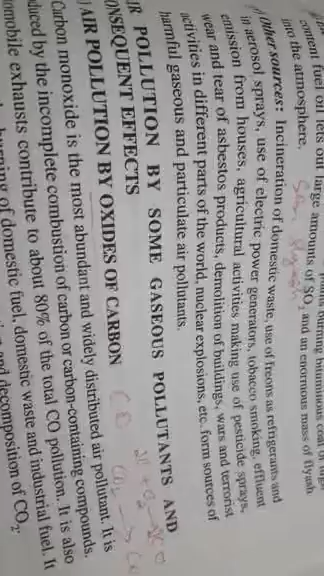 content fuel oil lets out large amounts of SO2 and an enormous mass of flyash
into the atmosphere.
Other sources: Incineration of domestic waste, use of freons as refrigerants and
in aerosol sprays, use of electric power generators, tobacco smoking, effluent
emission from houses, agricultural activities making use of pesticide sprays,
wear and tear of asbestos products, demolition of buildings, wars and terrorist
activities in different parts of the world, nuclear explosions, etc. form sources of
harmful gaseous and particulate air pollutants.
POLLUTION BY SOME GASEOUS POLLUTANTS AND
CONSEQUENT EFFECTS
AIR POLLUTION BY OXIDES OF CARBON
Carbon monoxide is the most abundant and widely distributed air pollutant. It is
duced by the incomplete combustion of carbon or carbon-containing compounds.
omobile exhausts contribute to about 80% of the total CO pollution. It is also
burning of domestic fuel, domestic waste and industrial fuel. It
and decomposition of CO2